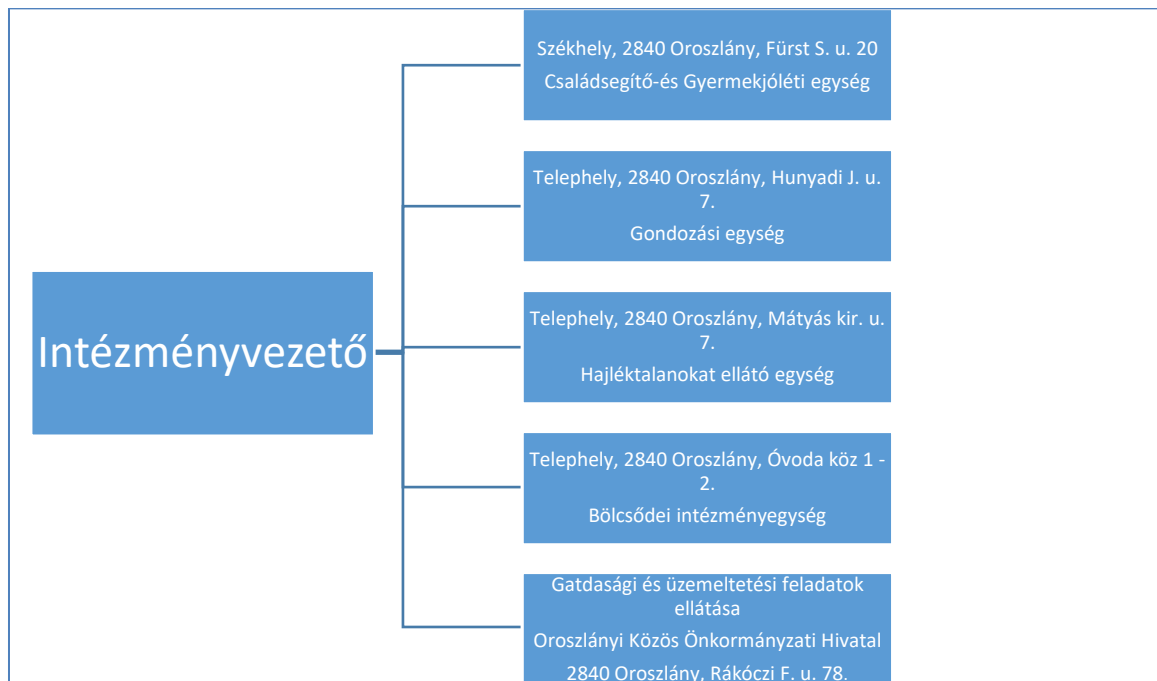 Székhely, 2840 Oroszlány, Fürst S. u. 20
Családsegítő-és Gyermekjóléti egység
Telephely, 2840 Oroszlány, Hunyadi J. u.
7.
Gondozási egység
Intézményvezető
Telephely, 2840 Oroszlány, Mátyás kir. u.
7.
Hajléktalanokat ellátó egység
Telephely, 2840 Oroszlány, Óvoda köz 1 -
2.
Bölcsődei intézményegység
Gatdasági és üzemeltetési feladatok
ellátása
Oroszlányi Közös Önkormányzati Hivatal
2840 Oroszlány, Rákóczi F. u. 78.